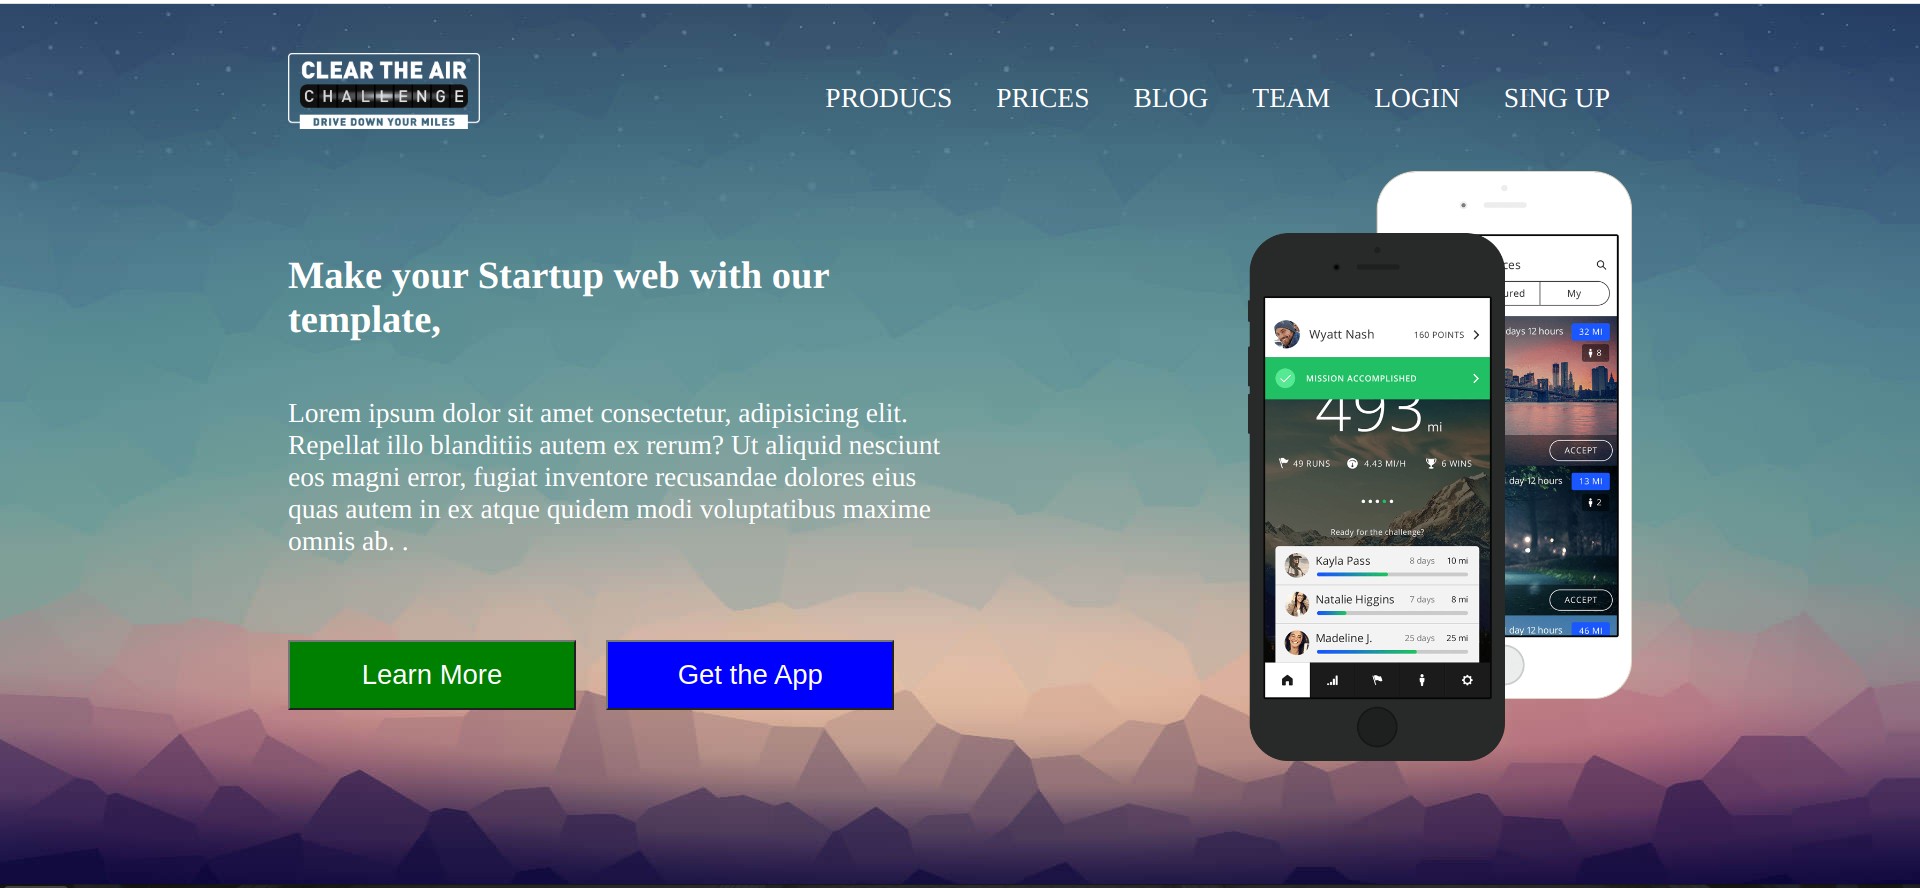 CLEAR THE AIR
CHALLENGE
DRIVE DOWN YOUR MILES
PRODUCS PRICES BLOG TEAM LOGIN SING UP
Make your Startup web with our
template,
Lorem ipsum dolor sit amet consectetur, adipisicing elit.
Repellat illo blanditiis autem ex rerum? Ut aliquid nesciunt
eos magni error, fugiat inventore recusandae dolores eius
quas autem in ex atque quidem modi voluptatibus maxime
omnis ab. .
Learn More Get the App
Wyatt Nash 160 POINTS
MISSION ACCOMPLISHED
493 mi
49 RUNS 4.43 MI/H 6 WINS
Ready for the challenge?
Kayla Pass 8 days 10 mi
Natalie Higgins 7 days 8 mi
Madeline J. 25 days 25 mi
ces
ured My
days 12 hours 32 MI
8
ACCEPT
day 12 hours 13 MI
2
ACCEPT
day 12 hours 46 MI